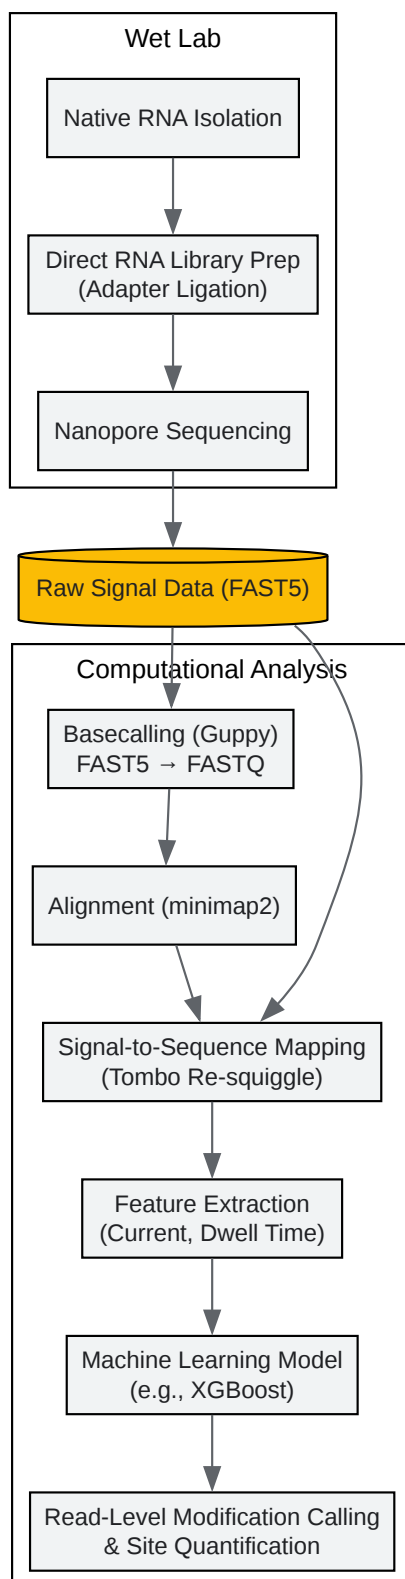 Wet Lab
Native RNA Isolation
Direct RNA Library Prep
(Adapter Ligation)
Nanopore Sequencing
Raw Signal Data (FAST5)
Computational Analysis
Basecalling (Guppy)
FAST5 → FASTQ
Alignment (minimap2)
Signal-to-Sequence Mapping
(Tombo Re-squiggle)
Feature Extraction
(Current, Dwell Time)
Machine Learning Model
(e.g., XGBoost)
Read-Level Modification Calling
& Site Quantification